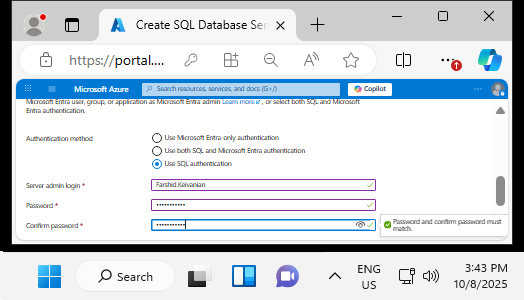 Create SQL Database Ser
https://portal....
Microsoft Azure
Search resources, services, and docs (G+/)
Copilot
Microsoft Entra user, group, or application as Microsoft Entra admin Learn more, or select both SQL and Microsoft
Entra authentication.
Authentication method
Use Microsoft Entra-only authentication
Use both SQL and Microsoft Entra authentication
Use SQL authentication
Server admin login *
Farshid.Keivanian
Password *
•••••••••••
Confirm password *
•••••••••••
Password and confirm password must
match.
Search
ENG
US
3:43 PM
10/8/2025